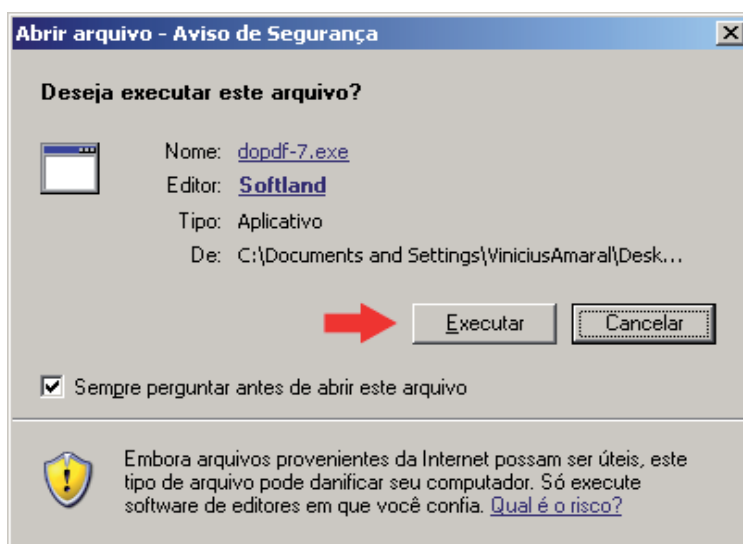 Abrir arquivo - Aviso de Segurança
Deseja executar este arquivo?
Nome: dopdf-7.exe
Editor: Softland
Tipo: Aplicativo
De: C:\Documents and Settings\ViniciusAmaral\Desk...
Executar Cancelar
Sempre perguntar antes de abrir este arquivo
Embora arquivos provenientes da Internet possam ser úteis, este
tipo de arquivo pode danificar seu computador. Só execute
software de editores em que você confia. Qual é o risco?